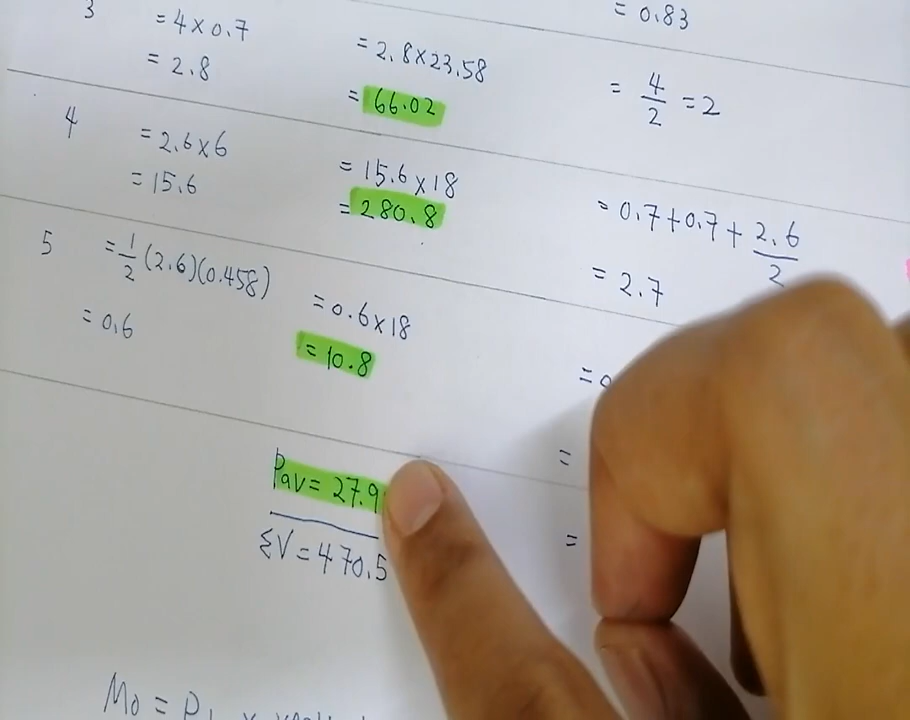 = 0.83
3 = 4 x 0.7
= 2.8
= 2.8 x 23.58
= 66.02
= 4/2 = 2
4 = 2.6 x 6
= 15.6
= 15.6 x 18
= 280.8
= 0.7 + 0.7 + 2.6/2
= 2.7
5 = 1/2 (2.6)(0.458)
= 0.6
= 0.6 x 18
= 10.8
=
=
=
Pav = 27.9
ΣV = 470.5
Mo =